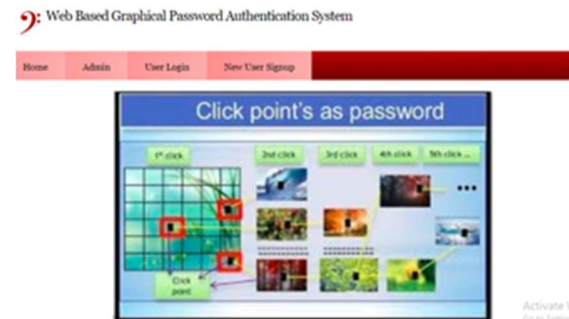 Web Based Graphical Password Authentication System
Home Admin User Login New User Signup
Click point's as password
1st click 2nd click 3rd click 4th click 5th click ...
Click
point
Activate